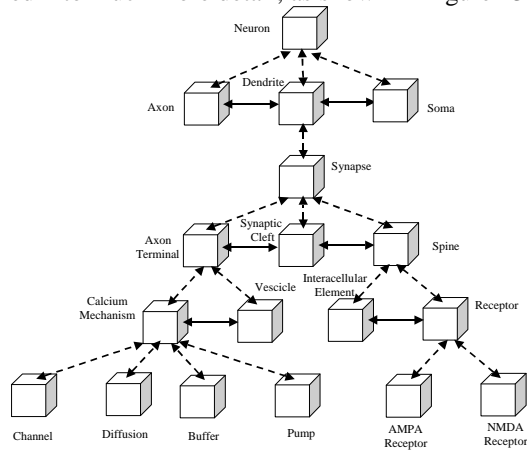 Neuron
Dendrite
Axon
Soma
Synapse
Synaptic
Cleft
Axon
Terminal
Spine
Interacellular
Element
Vescicle
Calcium
Mechanism
Receptor
Channel
Diffusion
Buffer
Pump
AMPA
Receptor
NMDA
Receptor